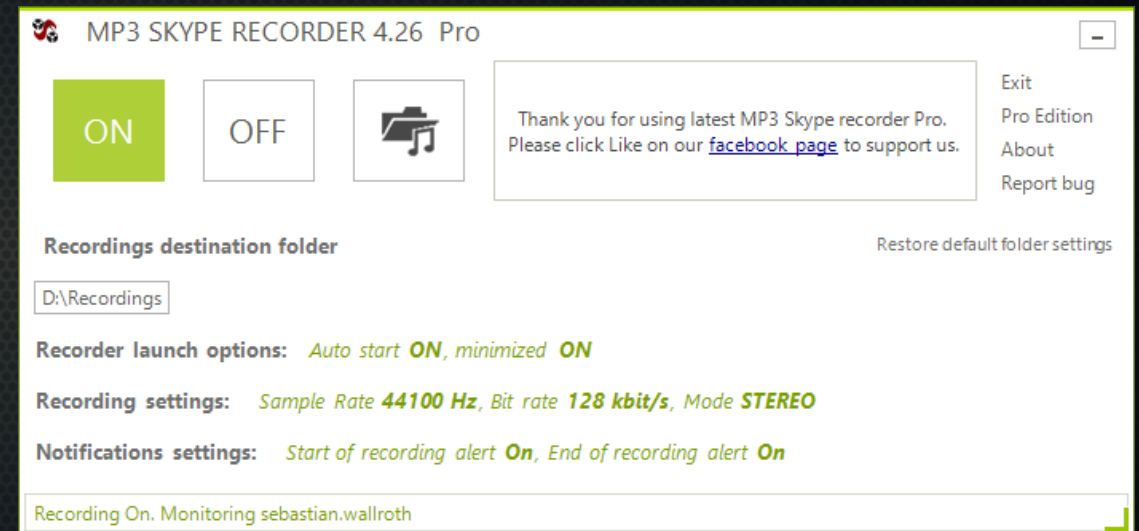 MP3 SKYPE RECORDER 4.26 Pro
ON
OFF
Thank you for using latest MP3 Skype recorder Pro.
Please click Like on our facebook page to support us.
Exit
Pro Edition
About
Report bug
Recordings destination folder
Restore default folder settings
D:\Recordings
Recorder launch options: Auto start ON, minimized ON
Recording settings: Sample Rate 44100 Hz, Bit rate 128 kbit/s, Mode STEREO
Notifications settings: Start of recording alert On, End of recording alert On
Recording On. Monitoring sebastian.wallroth